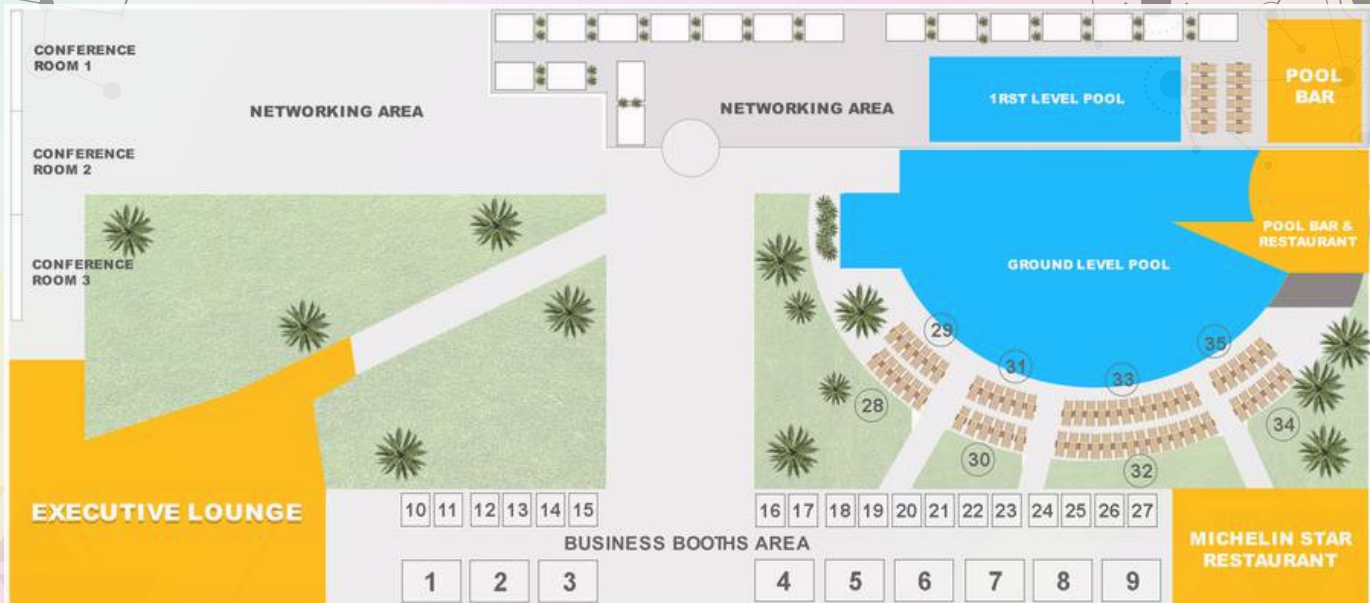 CONFERENCE
ROOM 1
NETWORKING AREA
NETWORKING AREA
1RST LEVEL POOL
POOL
BAR
CONFERENCE
ROOM 2
CONFERENCE
ROOM 3
POOL BAR &
RESTAURANT
GROUND LEVEL POOL
29
31
33
35
28
30
32
34
EXECUTIVE LOUNGE
10 11 12 13 14 15
16 17 18 19 20 21 22 23 24 25 26 27
BUSINESS BOOTHS AREA
MICHELIN STAR
RESTAURANT
1 2 3
4 5 6 7 8 9